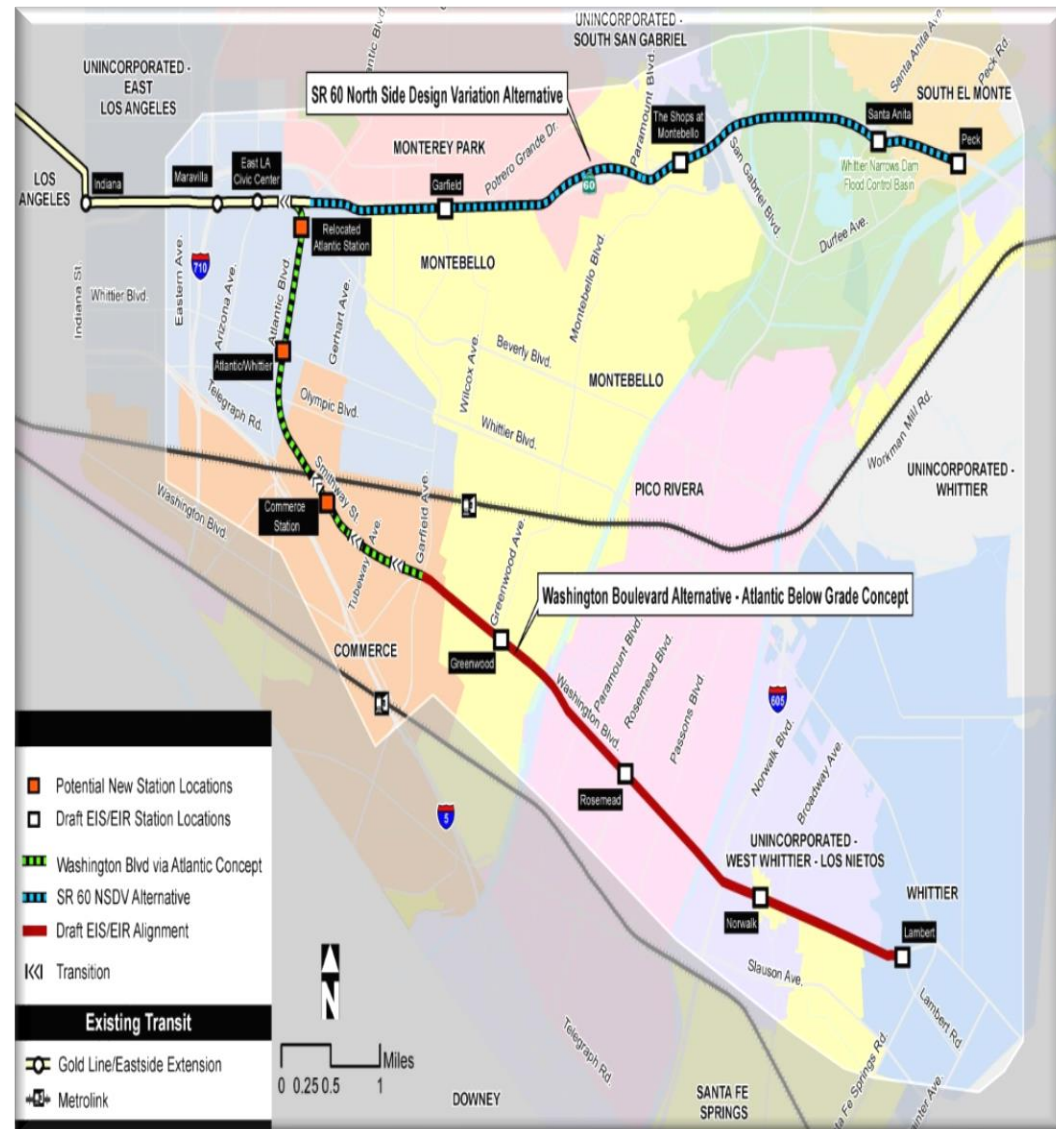 UNINCORPORATED -
SOUTH SAN GABRIEL
UNINCORPORATED -
EAST
LOS ANGELES
Atlantic Blvd.
Paramount Blvd.
Santa Anita Ave.
Peck Rd.
SR 60 North Side Design Variation Alternative
SOUTH EL MONTE
The Shops at
Montebello
Santa Anita
Peck
MONTEREY PARK
Potrero Grande Dr.
60
San Gabriel Blvd.
Whittier Narrows Dam
Flood Control Basin
LOS
ANGELES
Indiana
Maravilla
East LA
Civic Center
Garfield
Relocated
Atlantic Station
Durfee Ave.
MONTEBELLO
710
Indiana St.
Eastern Ave.
Arizona Ave.
Atlantic Blvd.
Gerhart Ave.
Wilcox Ave.
Montebello Blvd.
Whittier Blvd.
Beverly Blvd.
MONTEBELLO
Atlantic/Whittier
Telegraph Rd.
Olympic Blvd.
Whittier Blvd.
Workman Mill Rd.
UNINCORPORATED -
WHITTIER
PICO RIVERA
Washington Blvd.
Commerce
Station
Smithway St.
Tubeway Ave.
Garfield Ave.
Greenwood Ave.
Washington Boulevard Alternative - Atlantic Below Grade Concept
COMMERCE
Greenwood
Washington Blvd.
Paramount Blvd.
Rosemead Blvd.
Passons Blvd.
605
Norwalk Blvd.
Broadway Ave.
Rosemead
5
UNINCORPORATED -
WEST WHITTIER - LOS NIETOS
WHITTIER
Norwalk
Lambert
Slauson Ave.
Lambert Rd.
Telegraph Rd.
DOWNEY
SANTA FE
SPRINGS
Fe Springs Rd.
Potential New Station Locations
Draft EIS/EIR Station Locations
Washington Blvd via Atlantic Concept
SR 60 NSDV Alternative
Draft EIS/EIR Alignment
Transition
Existing Transit
Gold Line/Eastside Extension
Metrolink
N
Miles
0 0.25 0.5 1